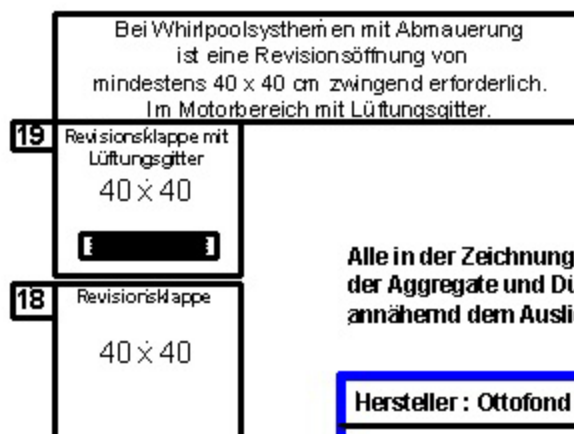 Bei Whirlpoolsysthemen mit Abmauerung
ist eine Revisionsöffnung von
mindestens 40 x 40 cm zwingend erforderlich.
Im Motorbereich mit Lüftungsgitter.
19
Revisionsklappe mit
Lüftungsgitter
40 x 40
18
Revisionsklappe
40 x 40
Alle in der Zeichnung
der Aggregate und
annähernd dem
Hersteller : Ottofond